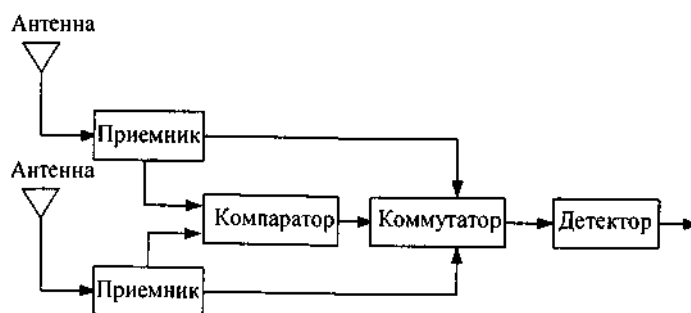 Антенна
Приемник
Антенна
Компаратор
Коммутатор
Детектор
Приемник